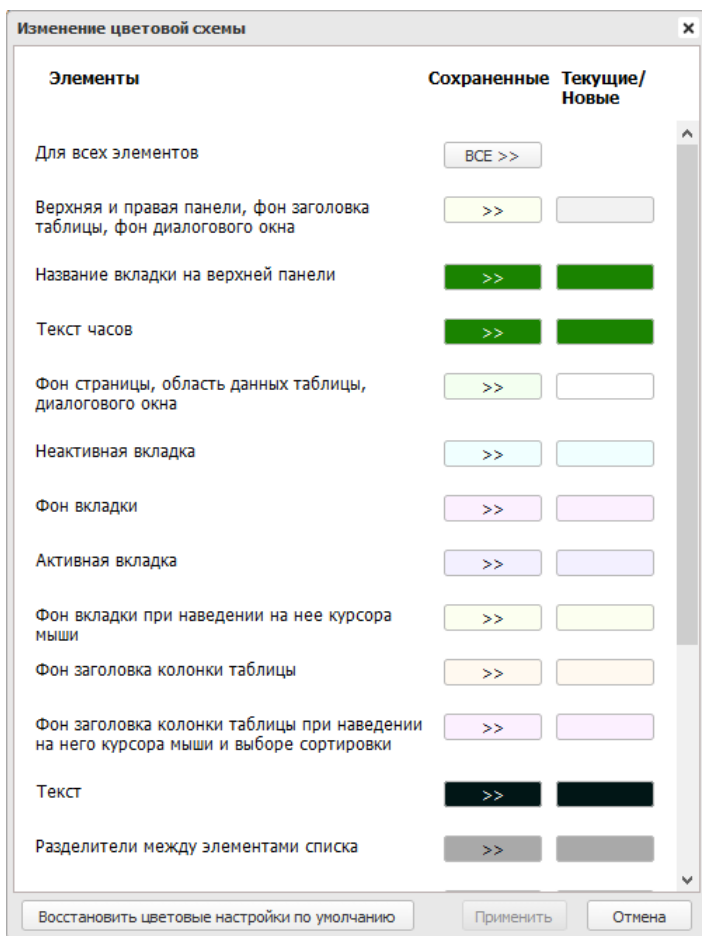 Изменение цветовой схемы
Элементы Сохраненные Текущие/
Новые
Для всех элементов ВСЕ >>
Верхняя и правая панели, фон заголовка
таблицы, фон диалогового окна >>
Название вкладки на верхней панели >>
Текст часов >>
Фон страницы, область данных таблицы,
диалогового окна >>
Неактивная вкладка >>
Фон вкладки >>
Активная вкладка >>
Фон вкладки при наведении на нее курсора
мыши >>
Фон заголовка колонки таблицы >>
Фон заголовка колонки таблицы при наведении
на него курсора мыши и выборе сортировки >>
Текст >>
Разделители между элементами списка >>
Восстановить цветовые настройки по умолчанию Применить Отмена